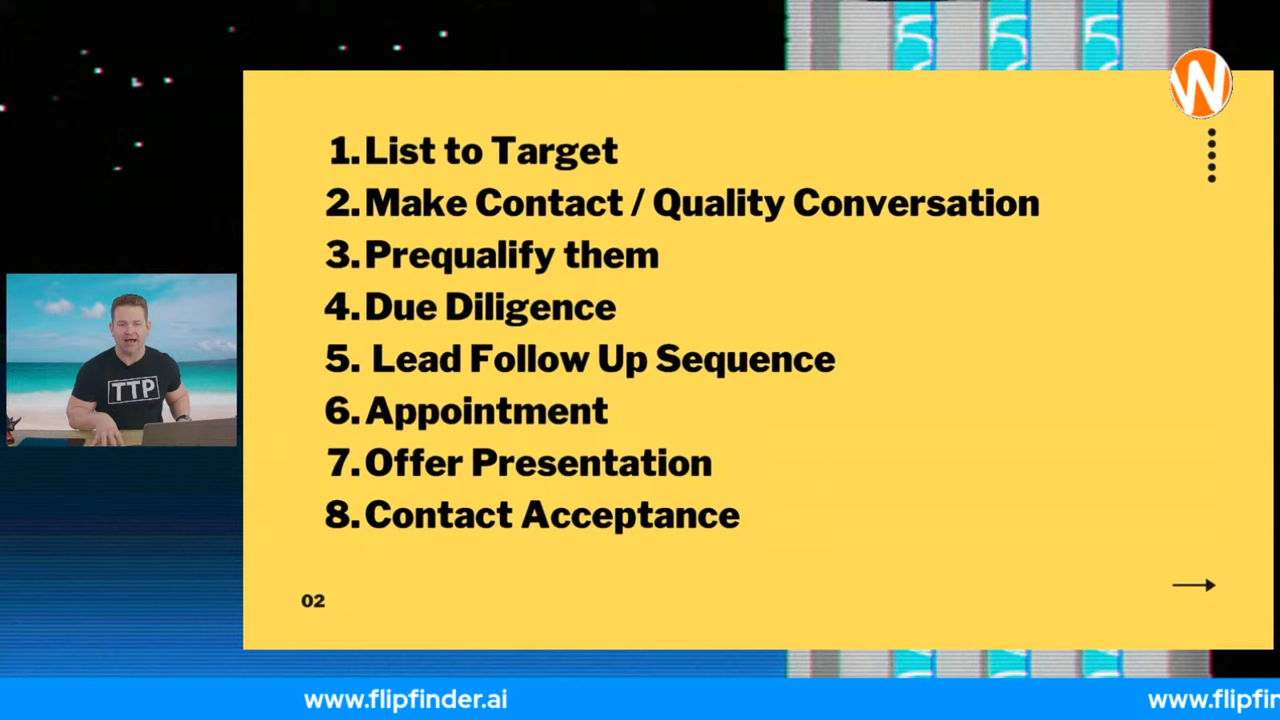 W
1. List to Target
2. Make Contact / Quality Conversation
3. Prequalify them
4. Due Diligence
5. Lead Follow Up Sequence
6. Appointment
7. Offer Presentation
8. Contact Acceptance
TTP
02
www.flipfinder.ai
www.flipfin